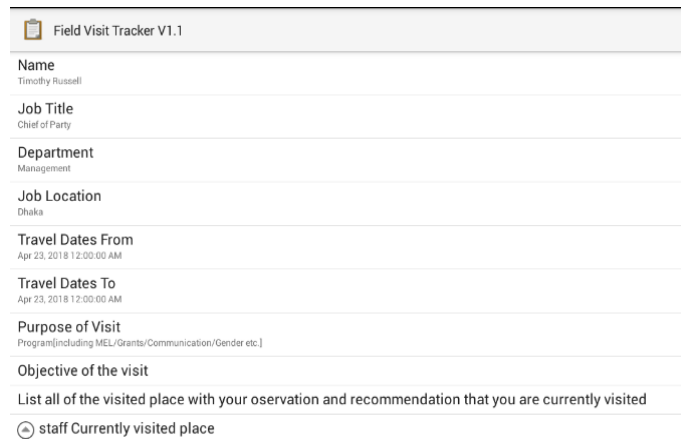 Field Visit Tracker V1.1
Name
Timothy Russell
Job Title
Chief of Party
Department
Management
Job Location
Dhaka
Travel Dates From
Apr 23, 2018 12:00:00 AM
Travel Dates To
Apr 23, 2018 12:00:00 AM
Purpose of Visit
Program[including MEL/Grants/Communication/Gender etc.]
Objective of the visit
List all of the visited place with your oservation and recommendation that you are currently visited
staff Currently visited place